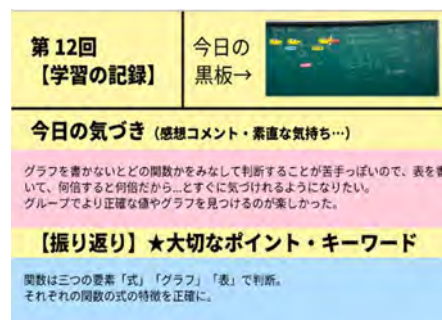 第 12回
【学習の記録】
今日の
黒板→
今日の気づき（感想コメント・素直な気持ち…）
グラフを書かないとどの関数かをみなして判断することが苦手っぽいので、表を書
いて、何倍すると何倍だから...とすぐに気づけれるようになりたい。
グループでより正確な値やグラフを見つけるのが楽しかった。
【振り返り】★大切なポイント・キーワード
関数は三つの要素「式」「グラフ」「表」で判断。
それぞれの関数の式の特徴を正確に。